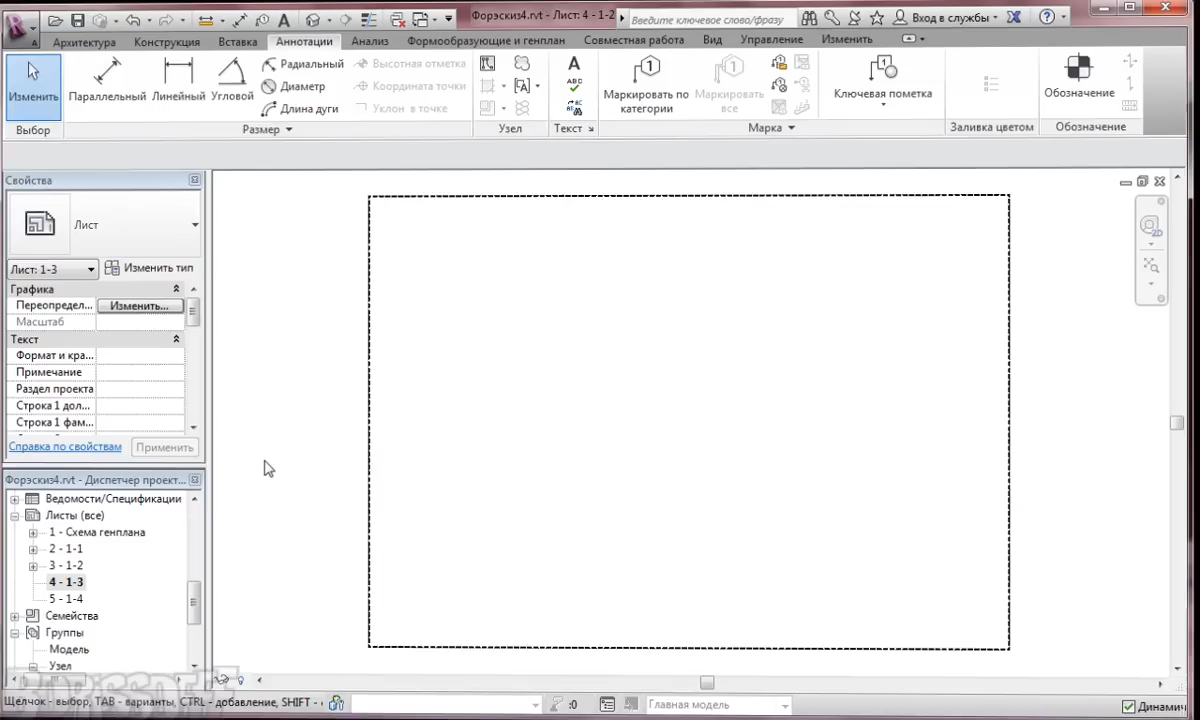 Форэскиз4.rvt - Лист: 4 - 1-2
Введите ключевое слово/фразу
Вход в службы
Архитектура Конструкция Вставка Аннотации Анализ Формообразующие и генплан Совместная работа Вид Управление Изменить
Изменить
Параллельный
Линейный
Угловой
Радиальный
Диаметр
Длина дуги
Высотная отметка
Координата точки
Уклон в точке
A
ABC
Маркировать по категории
Маркировать все
Ключевая пометка
Обозначение
Выбор
Размер
Узел
Текст
Марка
Заливка цветом
Обозначение
Свойства
Лист
Лист: 1-3
Изменить тип
Графика
Переопредел... Изменить...
Масштаб
Текст
Формат и кра...
Примечание
Раздел проекта
Строка 1 дол...
Строка 1 фам...
Справка по свойствам
Применить
Форэскиз4.rvt - Диспетчер проект...
Ведомости/Спецификации
Листы (все)
1 - Схема генплана
2 - 1-1
3 - 1-2
4 - 1-3
5 - 1-4
Семейства
Группы
Модель
Узел
2D
Щелчок - выбор, TAB - варианты, CTRL - добавление, SHIFT -
:0
Главная модель
Динамич